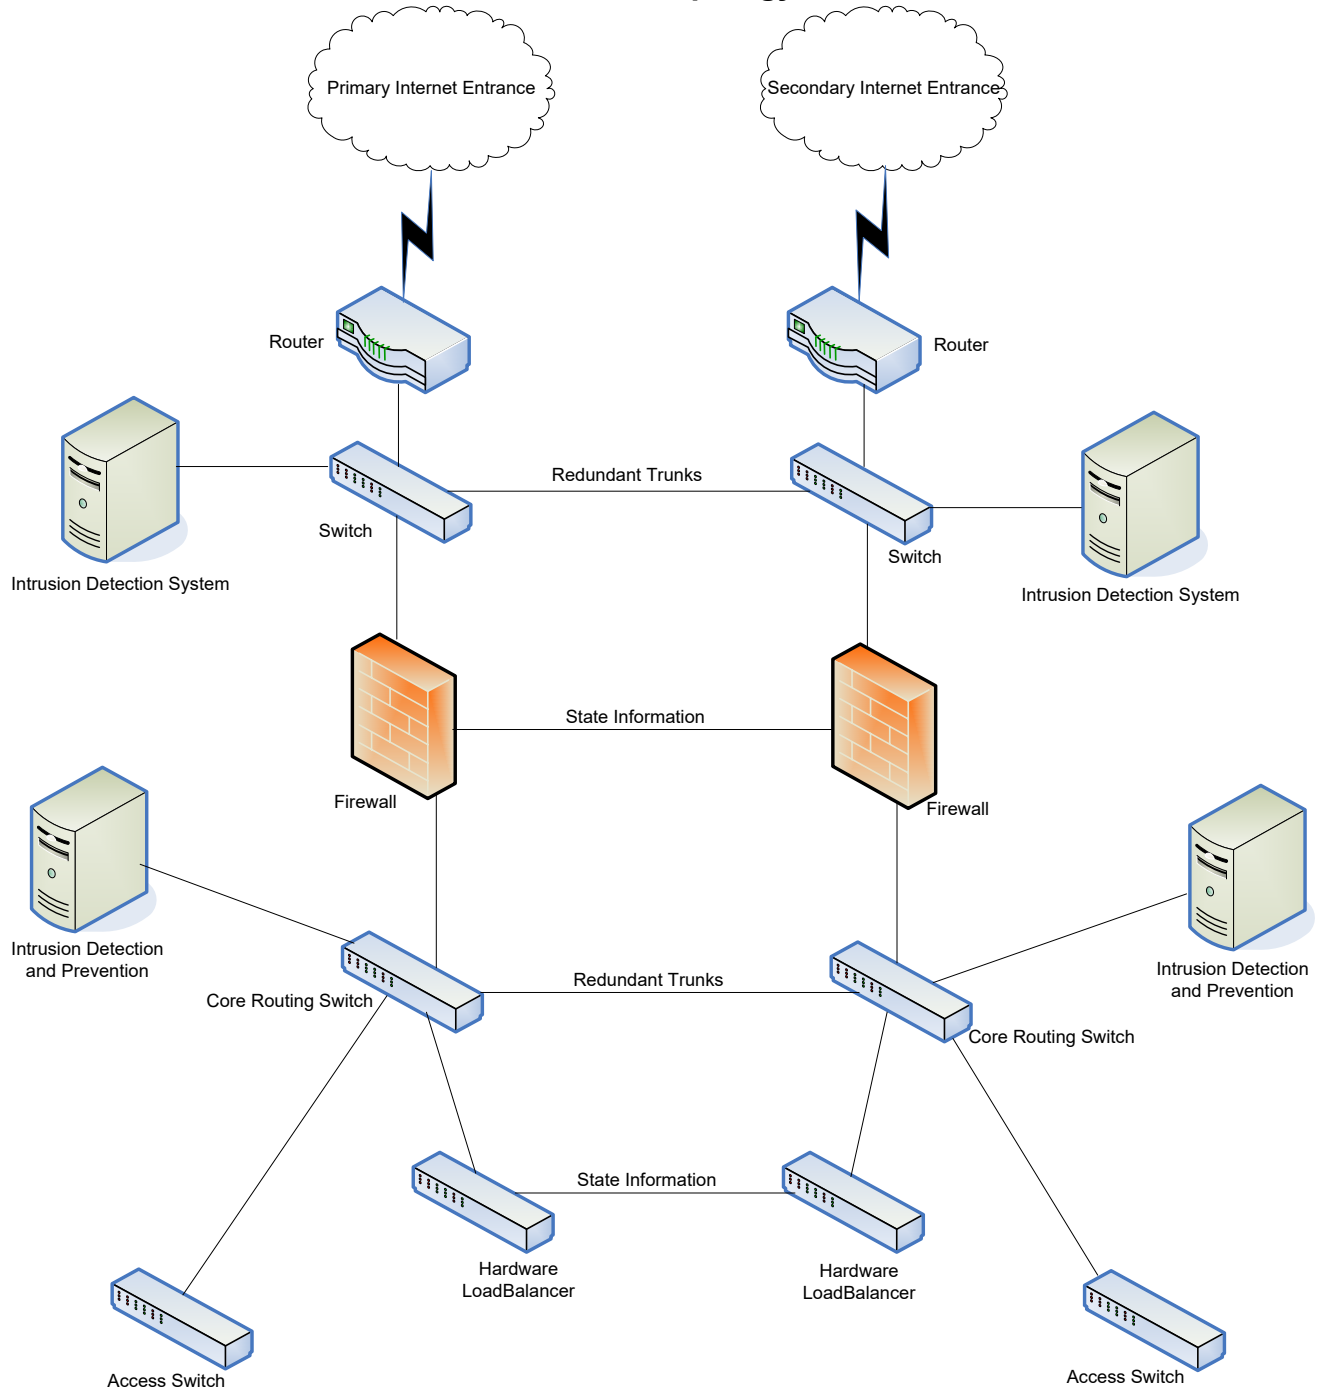 Primary Internet Entrance
Secondary Internet Entrance
Router
Router
Redundant Trunks
Switch
Switch
Intrusion Detection System
Intrusion Detection System
State Information
Firewall
Firewall
Intrusion Detection
and Prevention
Intrusion Detection
and Prevention
Redundant Trunks
Core Routing Switch
Core Routing Switch
State Information
Hardware
LoadBalancer
Hardware
LoadBalancer
Access Switch
Access Switch